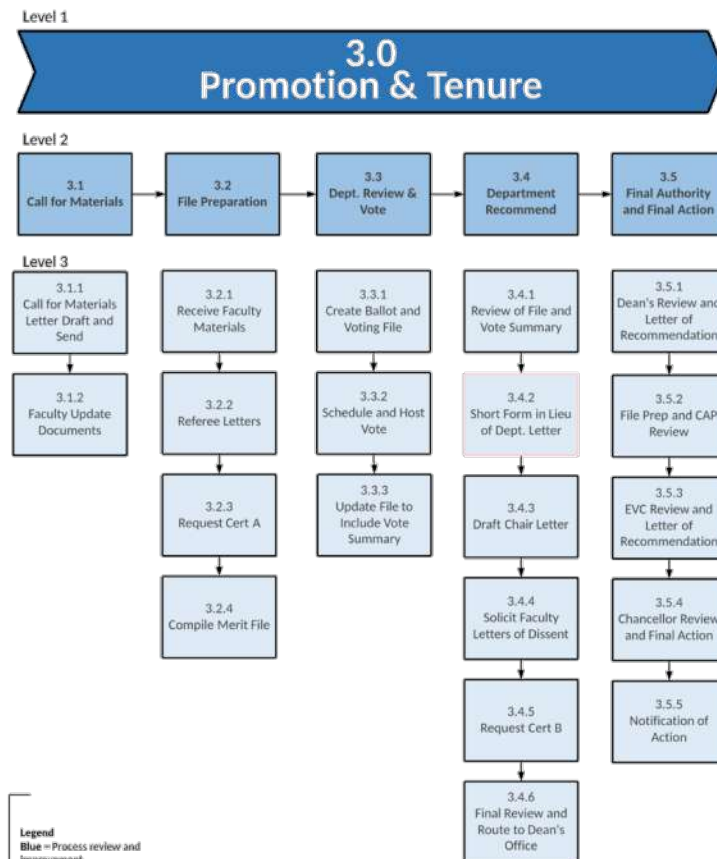 Level 1
3.0
Promotion & Tenure
Level 2
3.1
Call for Materials
3.2
File Preparation
3.3
Dept. Review &
Vote
3.4
Department
Recommend
3.5
Final Authority
and Final Action
Level 3
3.1.1
Call for Materials
Letter Draft and
Send
3.1.2
Faculty Update
Documents
3.2.1
Receive Faculty
Materials
3.2.2
Referee Letters
3.2.3
Request Cert A
3.2.4
Compile Merit File
3.3.1
Create Ballot and
Voting File
3.3.2
Schedule and Host
Vote
3.3.3
Update File to
Include Vote
Summary
3.4.1
Review of File and
Vote Summary
3.4.2
Short Form in Lieu
of Dept. Letter
3.4.3
Draft Chair Letter
3.4.4
Solicit Faculty
Letters of Dissent
3.4.5
Request Cert B
3.4.6
Final Review and
Route to Dean's
Office
3.5.1
Dean's Review and
Letter of
Recommendation
3.5.2
File Prep and CAP
Review
3.5.3
EVC Review and
Letter of
Recommendation
3.5.4
Chancellor Review
and Final Action
3.5.5
Notification of
Action
Legend
Blue = Process review and